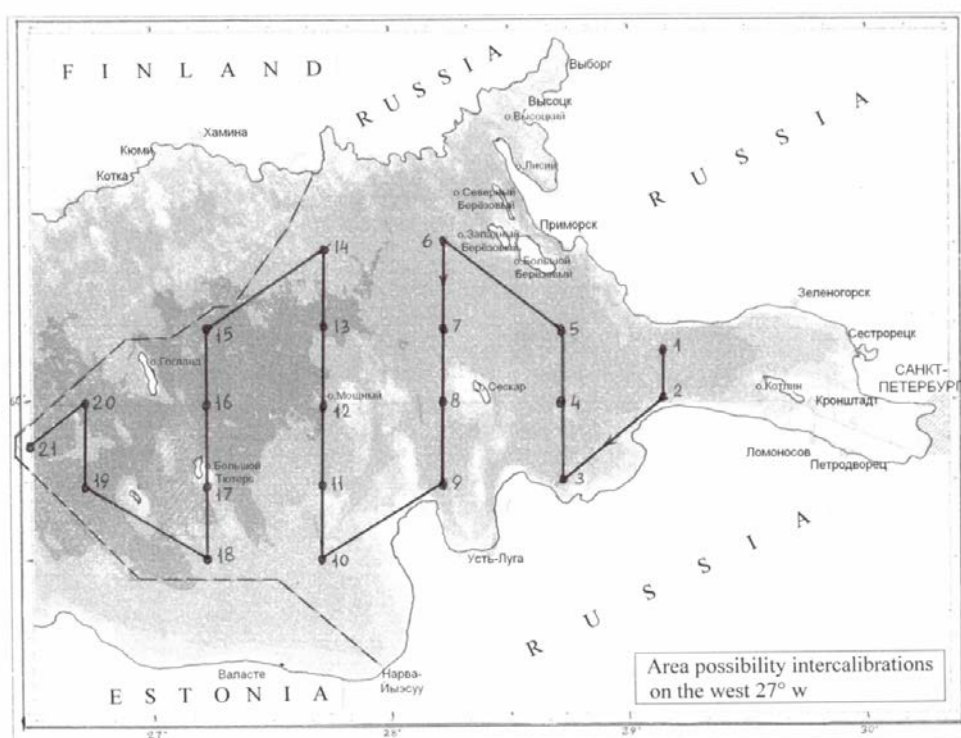 FINLAND
RUSSIA
Выборг
Высоцк
о.Высоцкий
RUSSIA
Хамина
Кюми
Котка
о.Лисий
о.Северный
Берёзовый
Приморск
о.Западный
Берёзовый
о.Большой
Берёзовый
6
14
Зеленогорск
15
13
7
5
1
Сестрорецк
о.Гогланд
САНКТ-
ПЕТЕРБУРГ
о.Сескар
о.Котлин
2
о.Мощный
20
16
12
8
4
Кронштадт
21
Ломоносов
Петродворец
о.Большой
Тютерс
19
17
11
9
3
18
10
Усть-Луга
RUSSIA
Area possibility intercalibrations
on the west 27° w
Валасте
Нарва-
Йыэсуу
ESTONIA
27°
28
29
30°